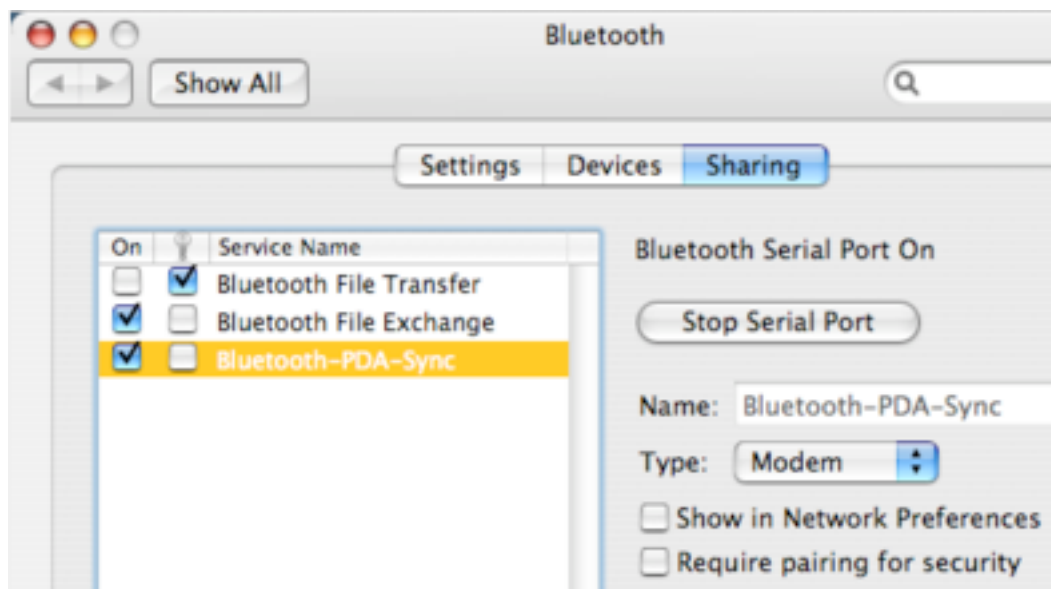 Bluetooth
Show All
Settings Devices Sharing
On Service Name
Bluetooth File Transfer
Bluetooth File Exchange
Bluetooth-PDA-Sync
Bluetooth Serial Port On
Stop Serial Port
Name: Bluetooth-PDA-Sync
Type: Modem
Show in Network Preferences
Require pairing for security